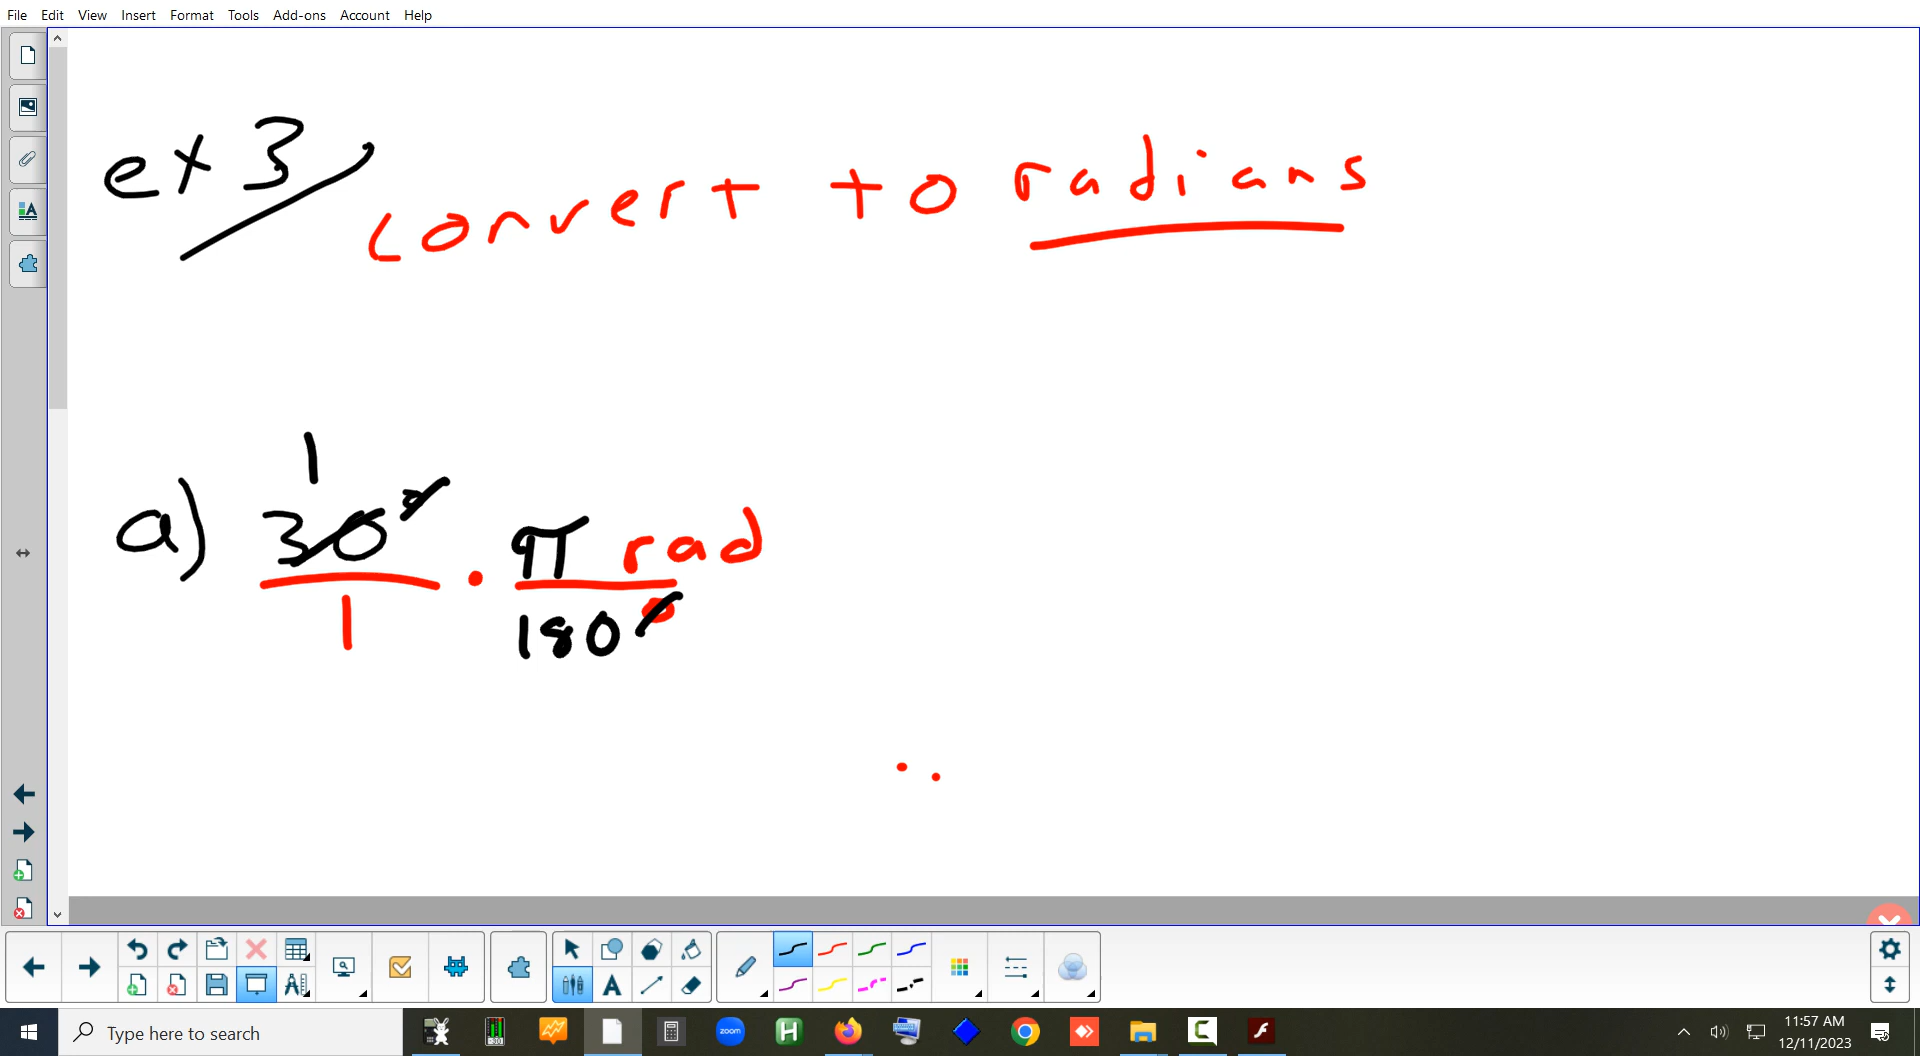 File Edit View Insert Format Tools Add-ons Account Help
ex 3 convert to radians
1
a) 30° · π rad
1 180°
Type here to search
zoom
11:57 AM
12/11/2023